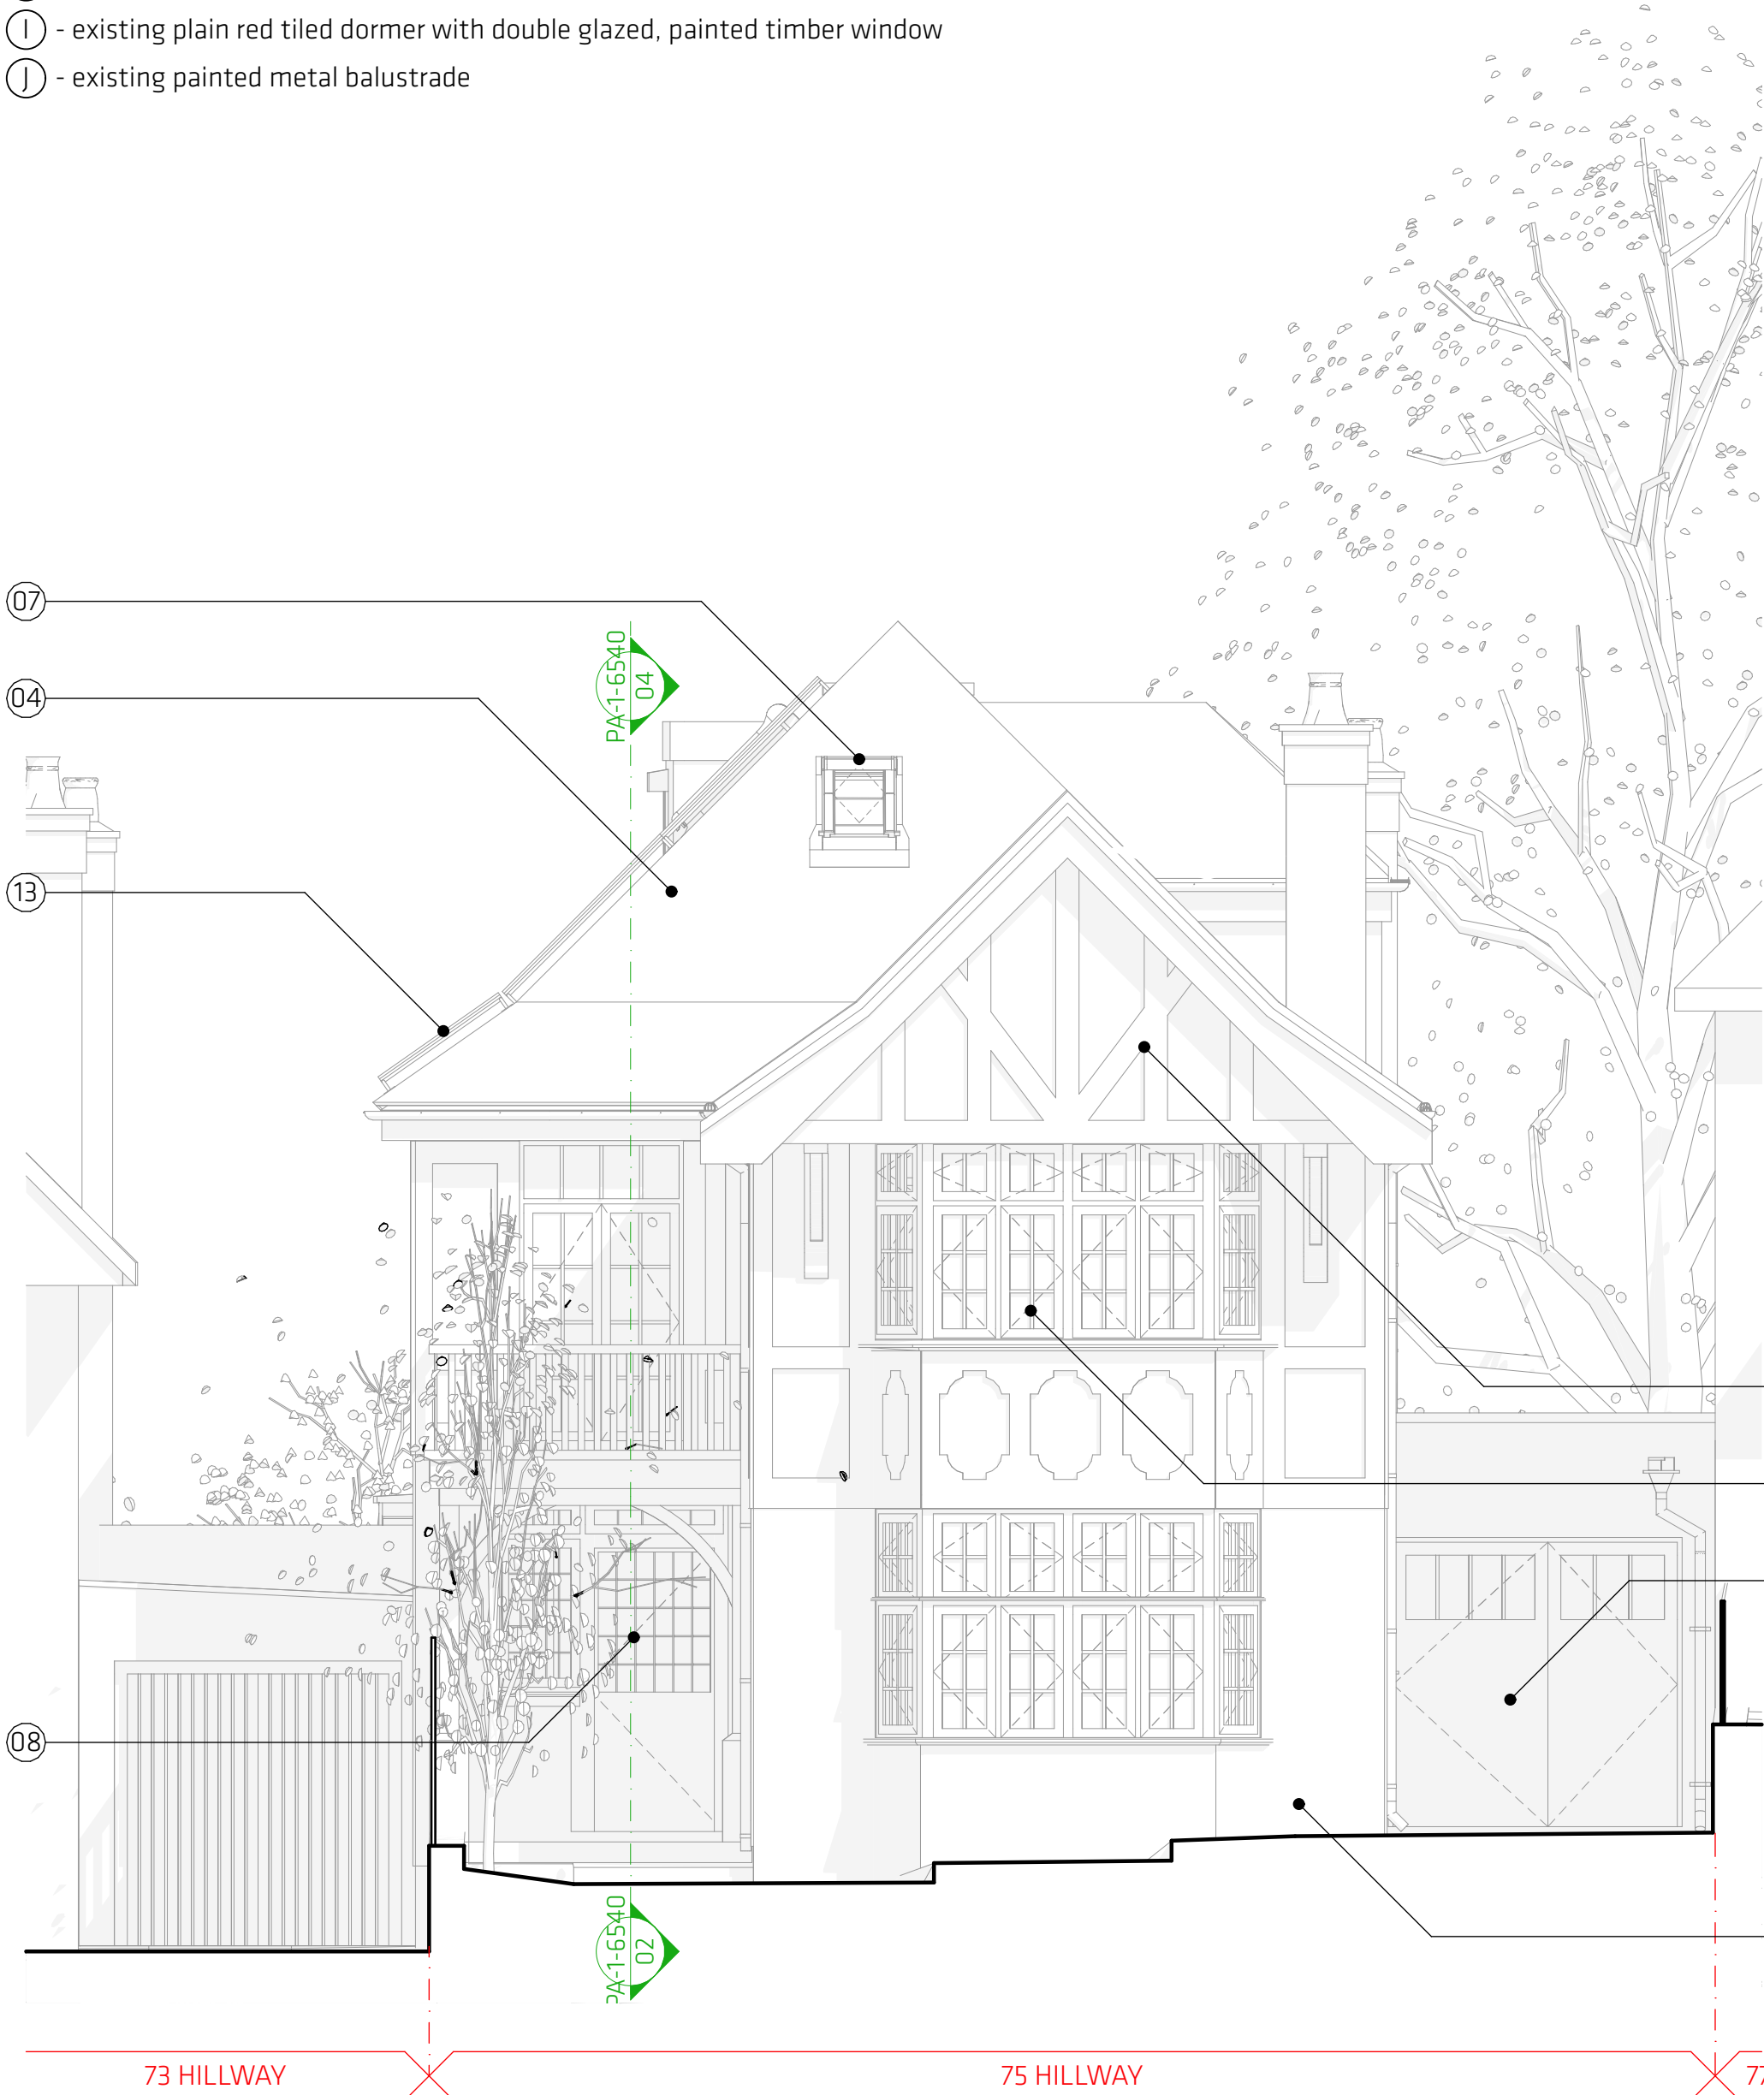 I - existing plain red tiled dormer with double glazed, painted timber window
J - existing painted metal balustrade
07
PA-1-6540
04
04
13
08
PA-1-6540
02
73 HILLWAY
75 HILLWAY
77